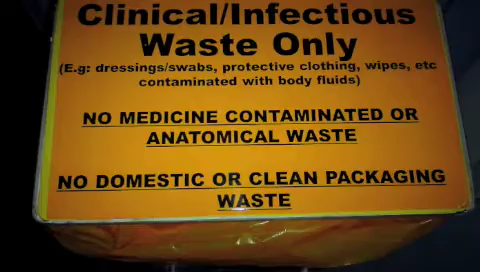 Clinical/Infectious
Waste Only
(E.g: dressings/swabs, protective clothing, wipes, etc
contaminated with body fluids)
NO MEDICINE CONTAMINATED OR
ANATOMICAL WASTE
NO DOMESTIC OR CLEAN PACKAGING
WASTE